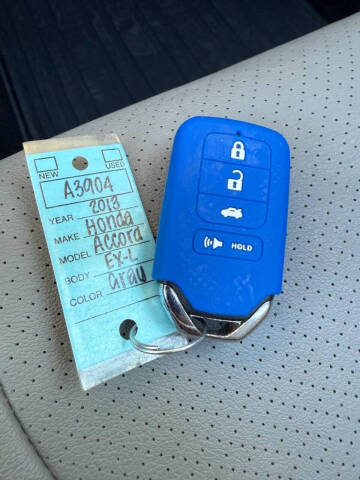 NEW USED
A3904
YEAR 2013
MAKE Honda
MODEL Accord
BODY EX-L
COLOR Gray
HOLD